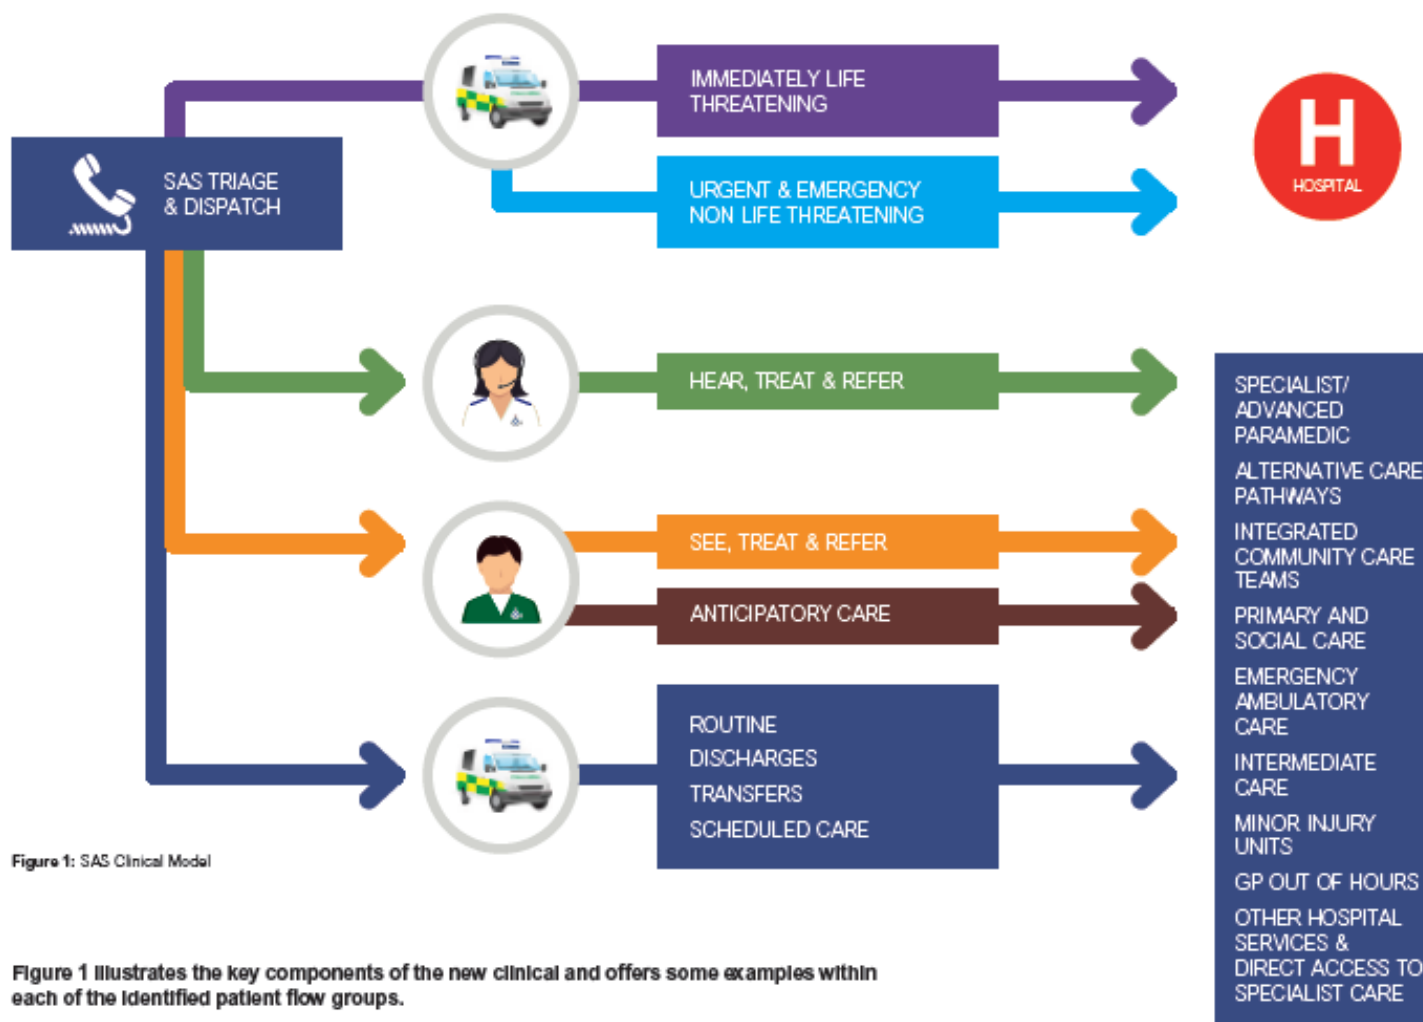 IMMEDIATELY LIFE
THREATENING
SAS TRIAGE
& DISPATCH
URGENT & EMERGENCY
NON LIFE THREATENING
H
HOSPITAL
HEAR, TREAT & REFER
SEE, TREAT & REFER
ANTICIPATORY CARE
ROUTINE
DISCHARGES
TRANSFERS
SCHEDULED CARE
SPECIALIST/
ADVANCED
PARAMEDIC
ALTERNATIVE CARE
PATHWAYS
INTEGRATED
COMMUNITY CARE
TEAMS
PRIMARY AND
SOCIAL CARE
EMERGENCY
AMBULATORY
CARE
INTERMEDIATE
CARE
MINOR INJURY
UNITS
GP OUT OF HOURS
OTHER HOSPITAL
SERVICES &
DIRECT ACCESS TO
SPECIALIST CARE
Figure 1: SAS Clinical Model
Figure 1 illustrates the key components of the new clinical and offers some examples within
each of the identified patient flow groups.